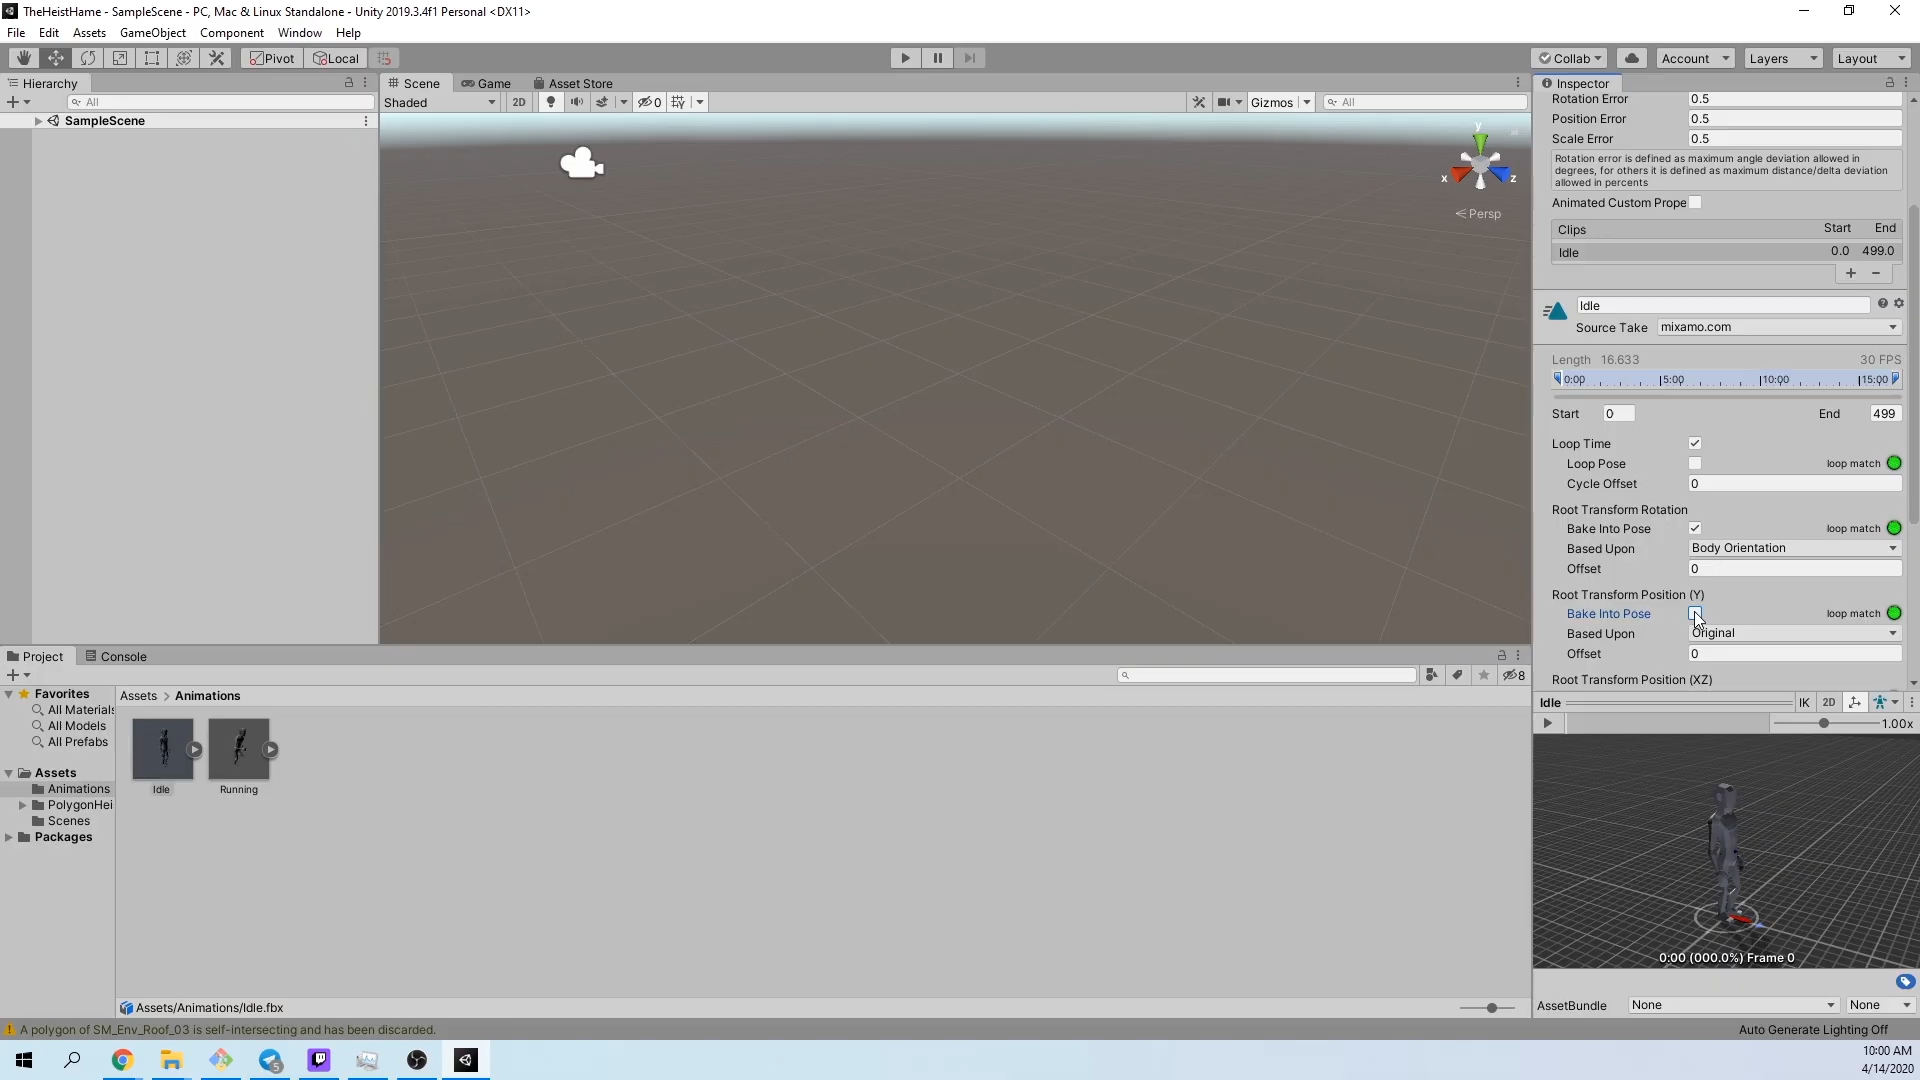 TheHeistHame - SampleScene - PC, Mac & Linux Standalone - Unity 2019.3.4f1 Personal <DX11>
File Edit Assets GameObject Component Window Help
Pivot Local Collab Account Layers Layout
Hierarchy
All
SampleScene
Scene Game Asset Store
Shaded 2D 0 Gizmos All
y
x z
Persp
Inspector
Rotation Error 0.5
Position Error 0.5
Scale Error 0.5
Rotation error is defined as maximum angle deviation allowed in
degrees, for others it is defined as maximum distance/delta deviation
allowed in percents
Animated Custom Prope
Clips Start End
Idle 0.0 499.0
Idle
Source Take mixamo.com
Length 16.633 30 FPS
0:00 5:00 10:00 15:00
Start 0 End 499
Loop Time
Loop Pose loop match
Cycle Offset 0
Root Transform Rotation
Bake Into Pose loop match
Based Upon Body Orientation
Offset 0
Root Transform Position (Y)
Bake Into Pose loop match
Based Upon Original
Offset 0
Root Transform Position (XZ)
Idle IK 2D
1.00x
0:00 (000.0%) Frame 0
AssetBundle None None
Project Console
8
Favorites
All Materials
All Models
All Prefabs
Assets
Animations
PolygonHei
Scenes
Packages
Assets > Animations
Idle Running
Assets/Animations/Idle.fbx
A polygon of SM_Env_Roof_03 is self-intersecting and has been discarded.
Auto Generate Lighting Off
5
10:00 AM
4/14/2020